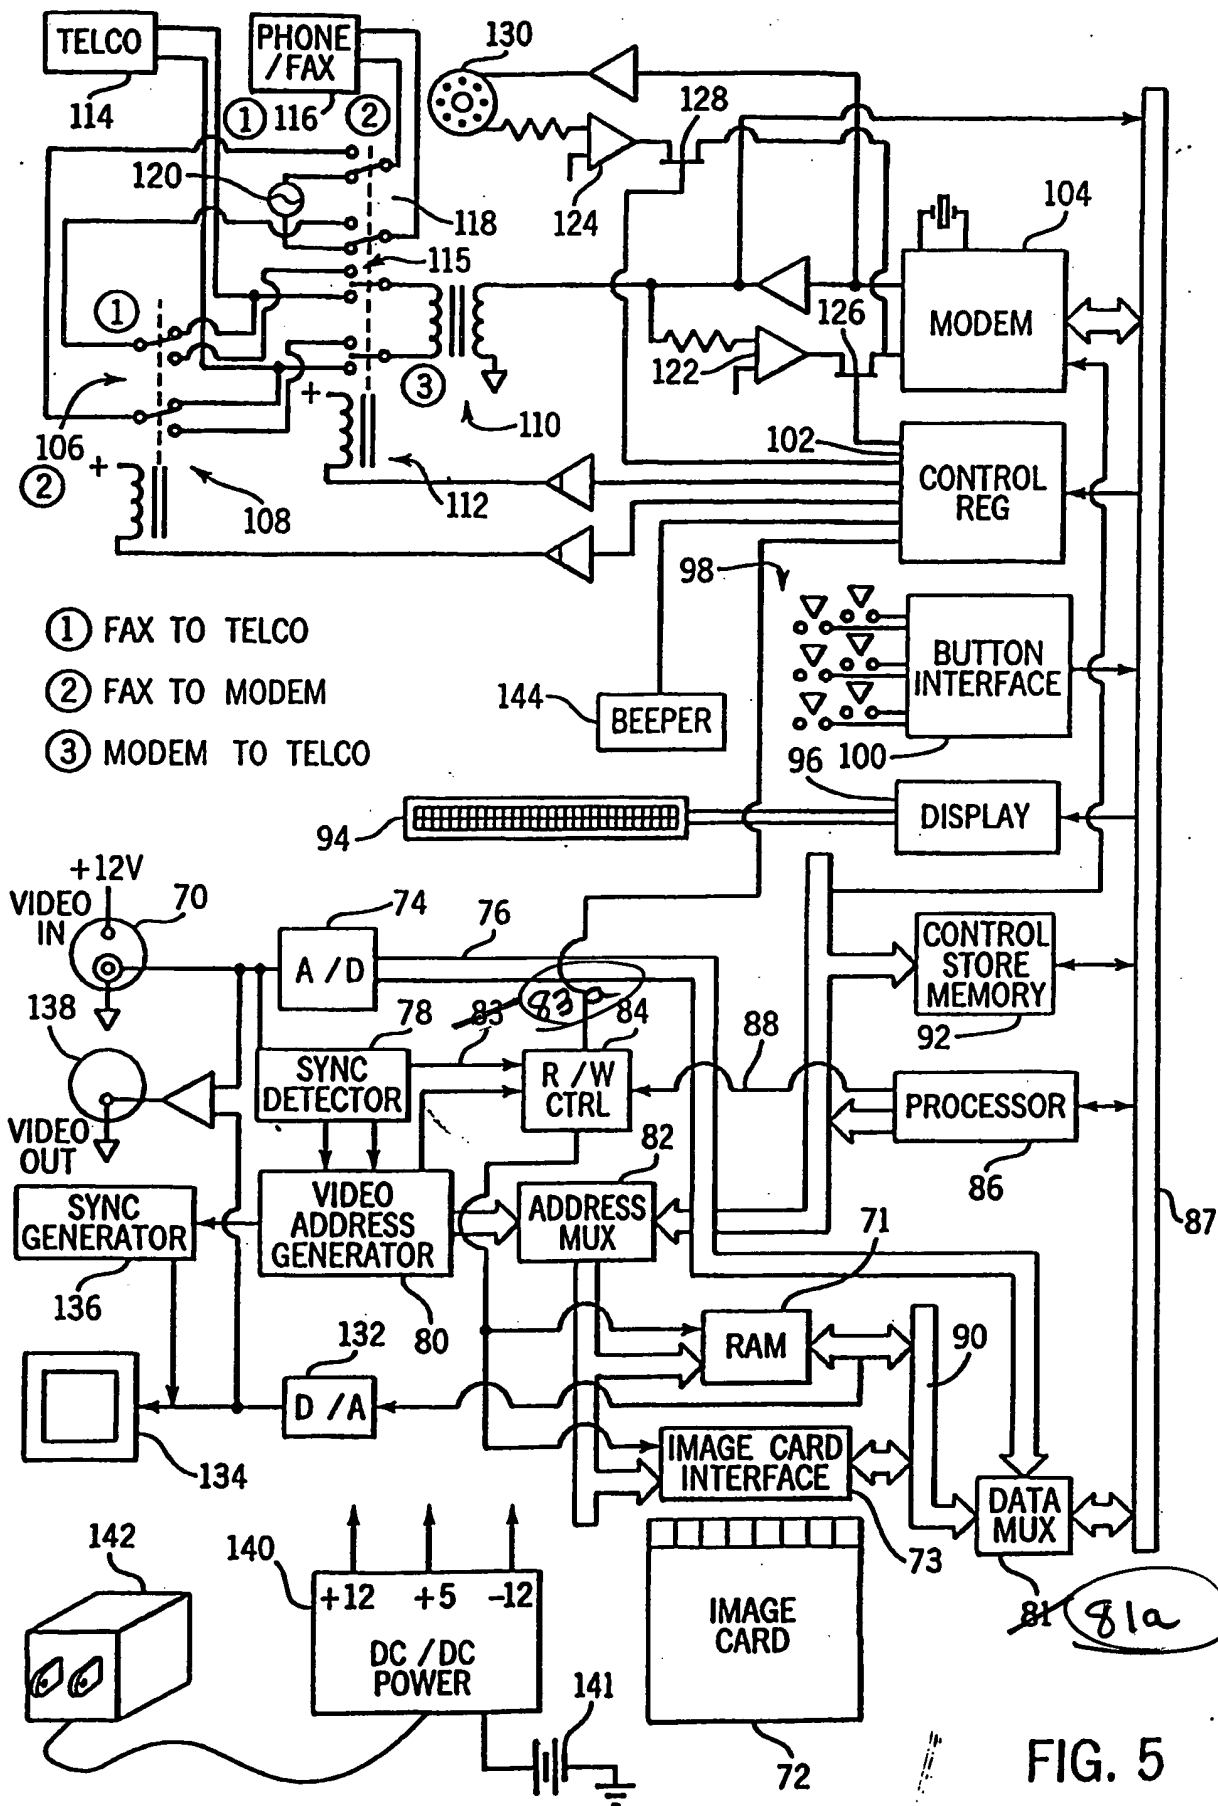 TELCO
114
PHONE
/FAX
① 116 ②
130
128
120
118
124
104
115
①
MODEM
126
122
③
110
106
②
+
+
108
112
102
CONTROL
REG
98
① FAX TO TELCO
② FAX TO MODEM
③ MODEM TO TELCO
BUTTON
INTERFACE
100
144
BEEPER
96
DISPLAY
94
+12V
VIDEO
IN
70
74
A/D
76
CONTROL
STORE
MEMORY
92
138
78
83
83a
84
88
SYNC
DETECTOR
R/W
CTRL
PROCESSOR
86
VIDEO
OUT
82
SYNC
GENERATOR
136
VIDEO
ADDRESS
GENERATOR
80
ADDRESS
MUX
71
87
RAM
90
132
D/A
134
IMAGE CARD
INTERFACE
73
DATA
MUX
81
81a
142
140
+12 +5 -12
DC/DC
POWER
141
IMAGE
CARD
72
FIG. 5